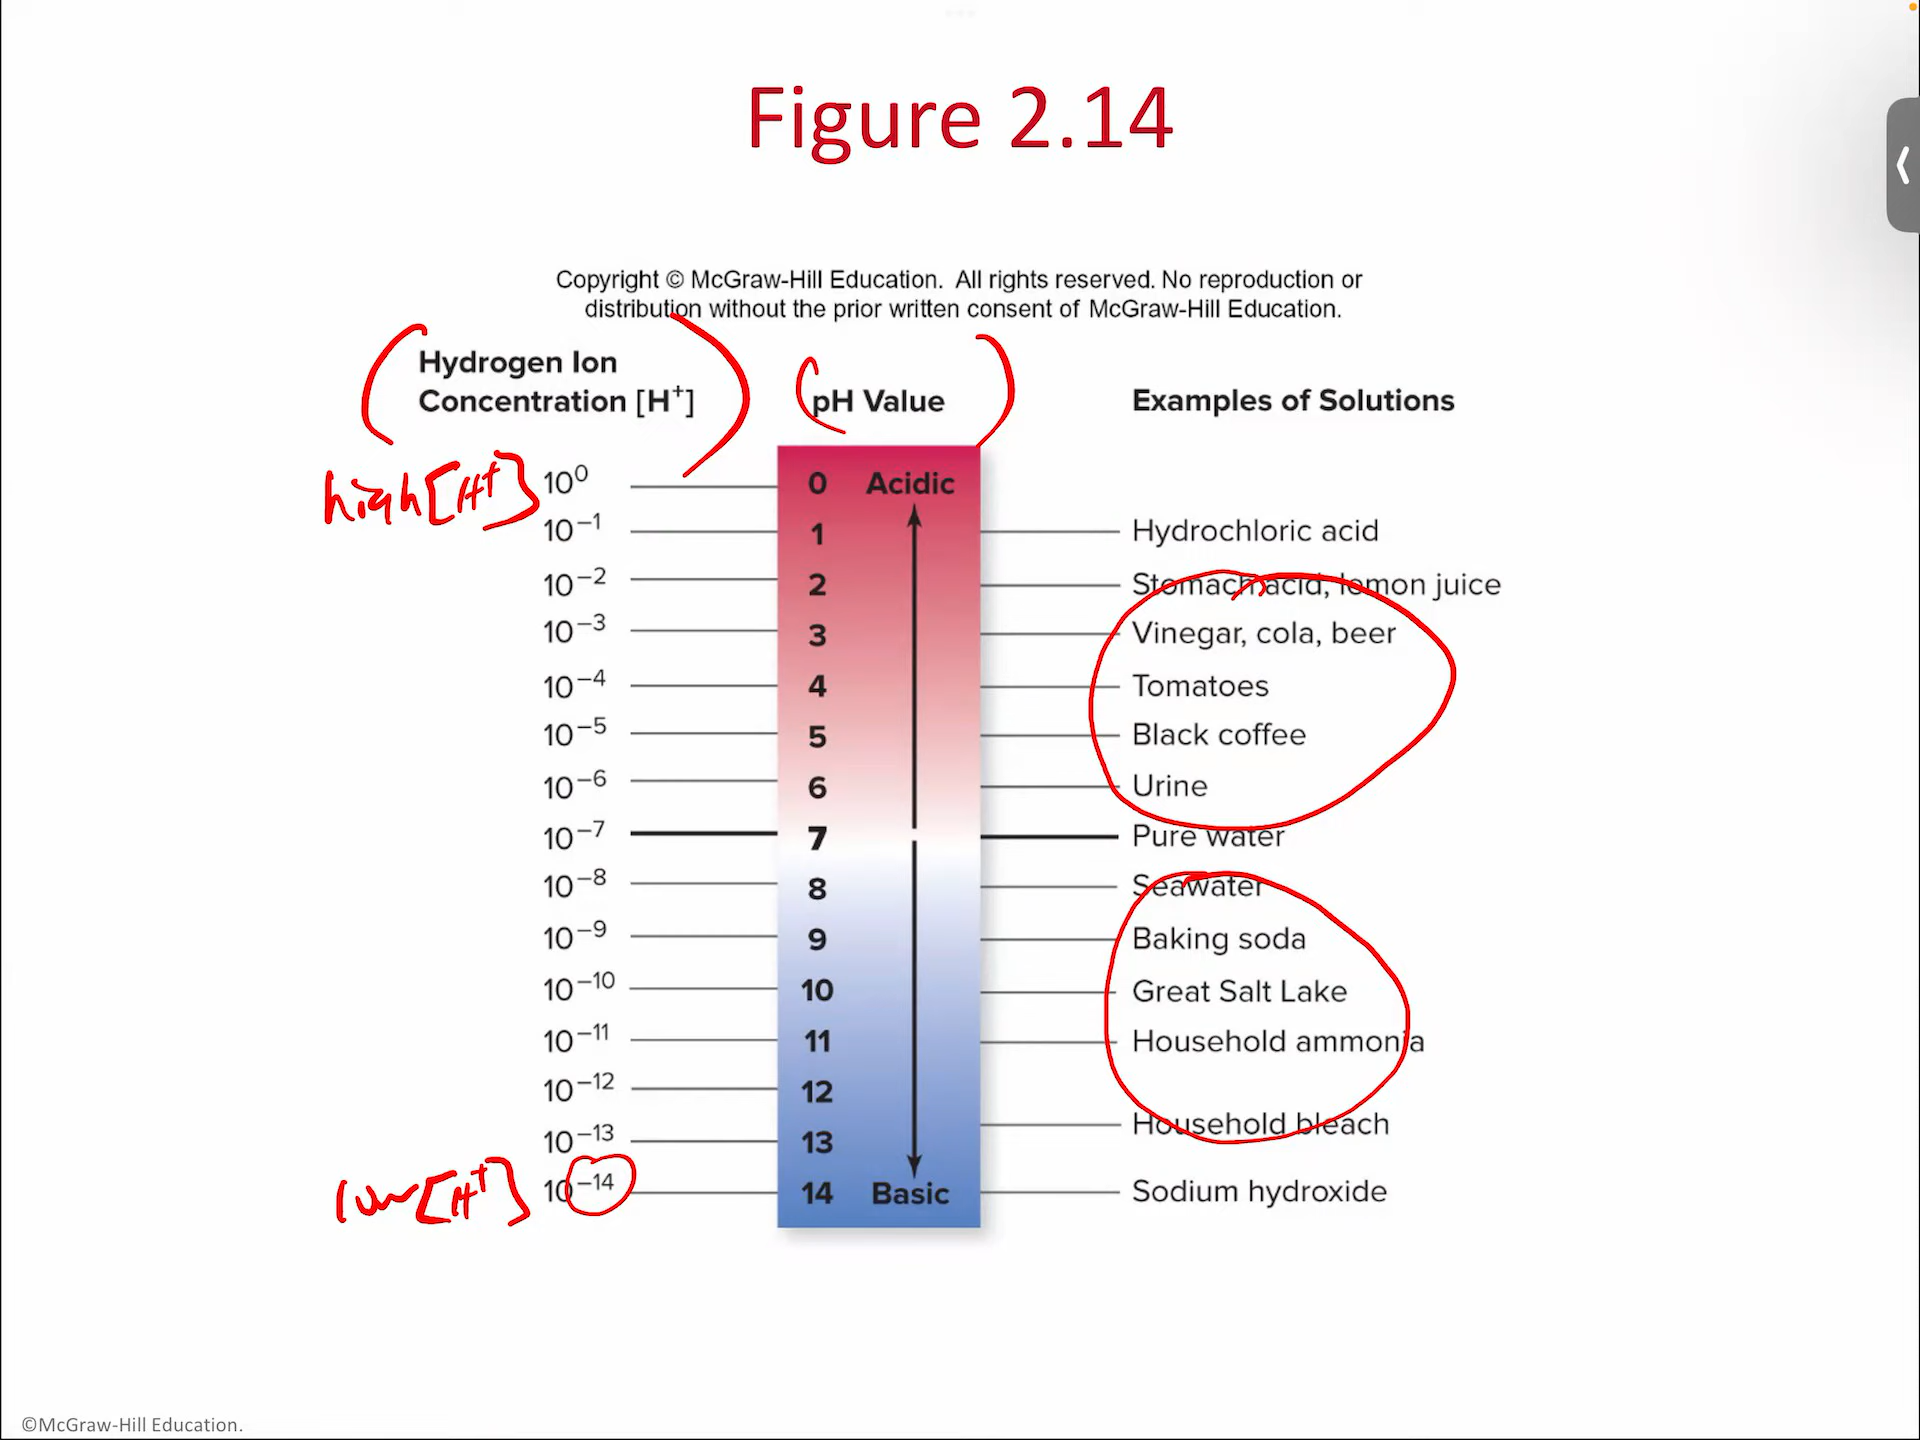 Figure 2.14
Copyright © McGraw-Hill Education. All rights reserved. No reproduction or
distribution without the prior written consent of McGraw-Hill Education.
Hydrogen Ion
Concentration [H⁺] pH Value Examples of Solutions
high [H⁺] 10⁰ 0 Acidic
10⁻¹ 1 Hydrochloric acid
10⁻² 2 Stomach acid, lemon juice
10⁻³ 3 Vinegar, cola, beer
10⁻⁴ 4 Tomatoes
10⁻⁵ 5 Black coffee
10⁻⁶ 6 Urine
10⁻⁷ 7 Pure water
10⁻⁸ 8 Seawater
10⁻⁹ 9 Baking soda
10⁻¹⁰ 10 Great Salt Lake
10⁻¹¹ 11 Household ammonia
10⁻¹² 12
Household bleach
10⁻¹³ 13
low [H⁺] 10⁻¹⁴ 14 Basic Sodium hydroxide
©McGraw-Hill Education.